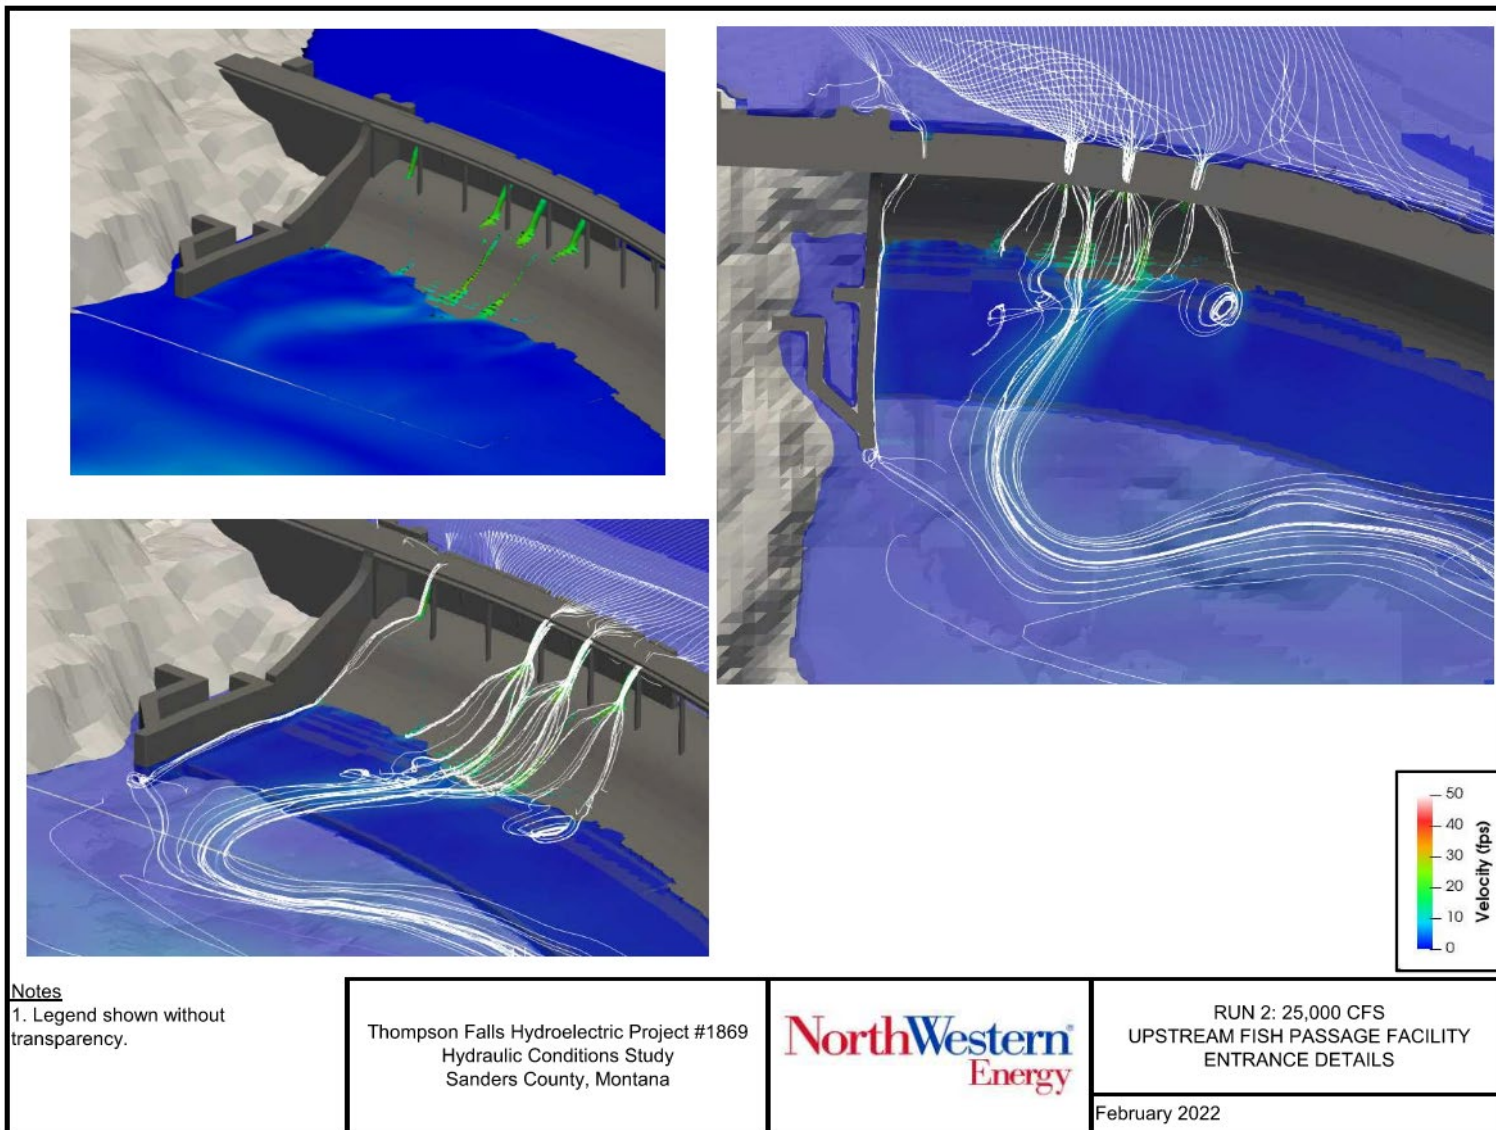 50
40
30
20
10
0
Velocity (fps)
Notes
1. Legend shown without
transparency.
Thompson Falls Hydroelectric Project #1869
Hydraulic Conditions Study
Sanders County, Montana
NorthWestern®
Energy
RUN 2: 25,000 CFS
UPSTREAM FISH PASSAGE FACILITY
ENTRANCE DETAILS
February 2022